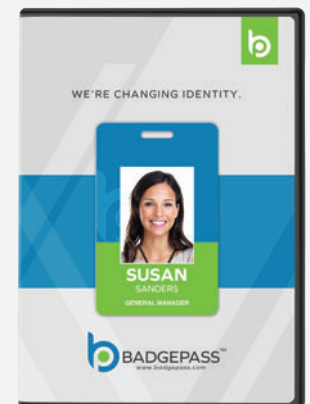 b
WE'RE CHANGING IDENTITY.
SUSAN
SANDERS
GENERAL MANAGER
BADGEPASS™
www.badgepass.com